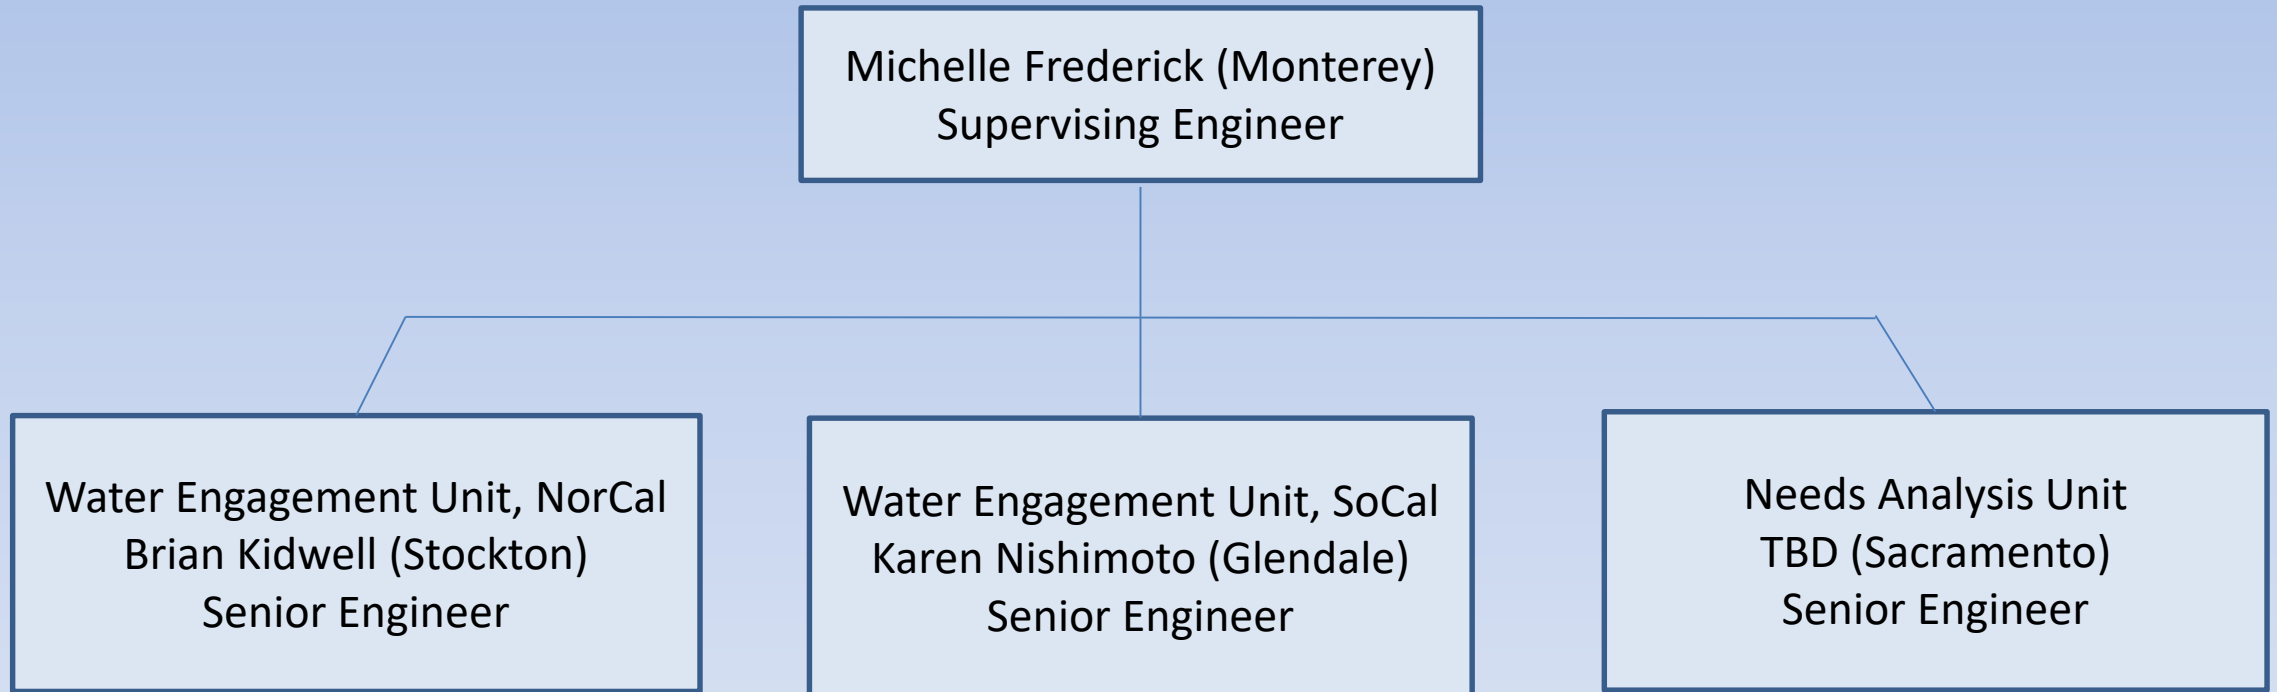 Michelle Frederick (Monterey)
Supervising Engineer
Water Engagement Unit, NorCal
Brian Kidwell (Stockton)
Senior Engineer
Water Engagement Unit, SoCal
Karen Nishimoto (Glendale)
Senior Engineer
Needs Analysis Unit
TBD (Sacramento)
Senior Engineer